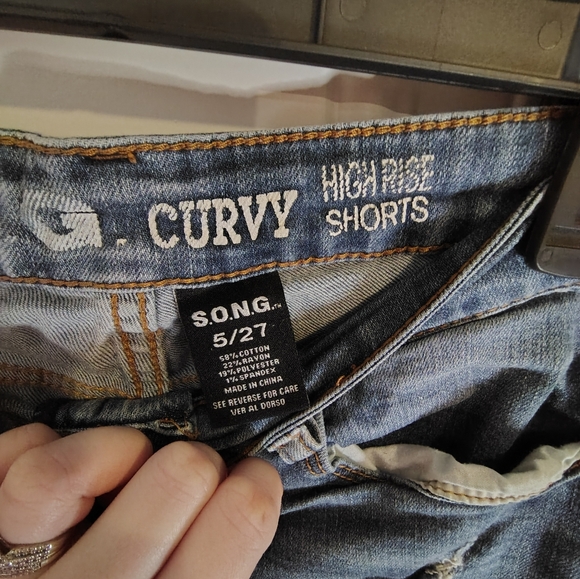 G. CURVY HIGH RISE
SHORTS
S.O.N.G.™
5/27
58% COTTON
22% RAYON
19% POLYESTER
1% SPANDEX
MADE IN CHINA
SEE REVERSE FOR CARE
VER AL DORSO